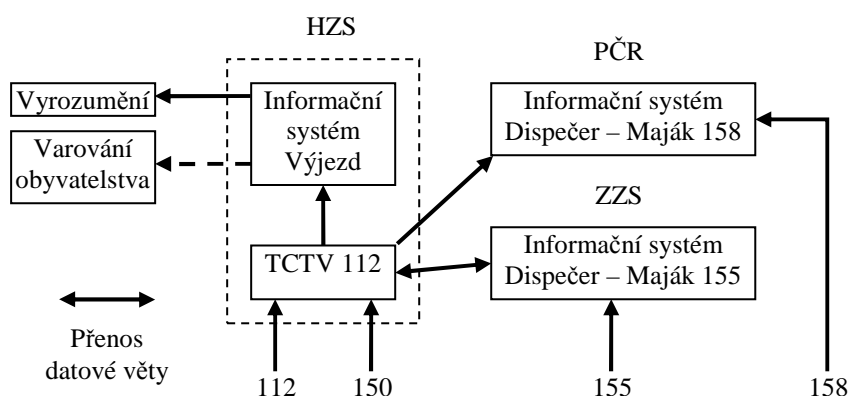 HZS
PČR
Vyrozumění
Varování
obyvatelstva
Informační
systém
Výjezd
Informační systém
Dispečer – Maják 158
ZZS
TCTV 112
Informační systém
Dispečer – Maják 155
Přenos
datové věty
112
150
155
158